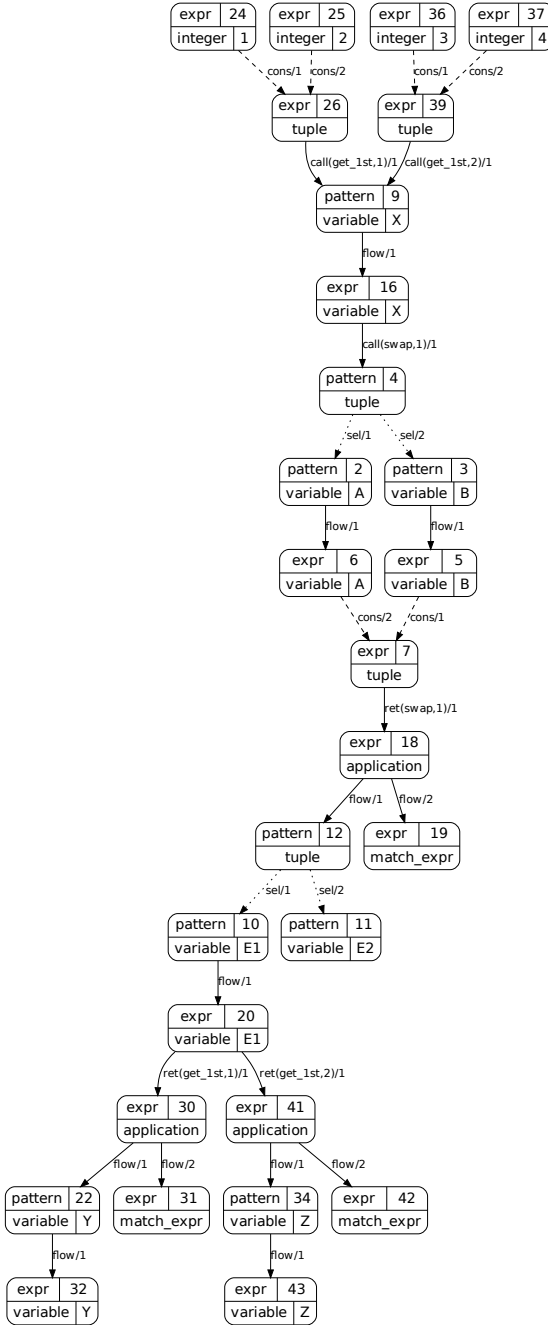 expr 24 expr 25 expr 36 expr 37
integer 1 integer 2 integer 3 integer 4
cons/1 cons/2 cons/1 cons/2
expr 26 expr 39
tuple tuple
call(get_1st,1)/1 call(get_1st,2)/1
pattern 9
variable X
flow/1
expr 16
variable X
call(swap,1)/1
pattern 4
tuple
sel/1 sel/2
pattern 2 pattern 3
variable A variable B
flow/1 flow/1
expr 6 expr 5
variable A variable B
cons/2 cons/1
expr 7
tuple
ret(swap,1)/1
expr 18
application
flow/1 flow/2
pattern 12 expr 19
tuple match_expr
sel/1 sel/2
pattern 10 pattern 11
variable E1 variable E2
flow/1
expr 20
variable E1
ret(get_1st,1)/1 ret(get_1st,2)/1
expr 30 expr 41
application application
flow/1 flow/2 flow/1 flow/2
pattern 22 expr 31 pattern 34 expr 42
variable Y match_expr variable Z match_expr
flow/1 flow/1
expr 32 expr 43
variable Y variable Z